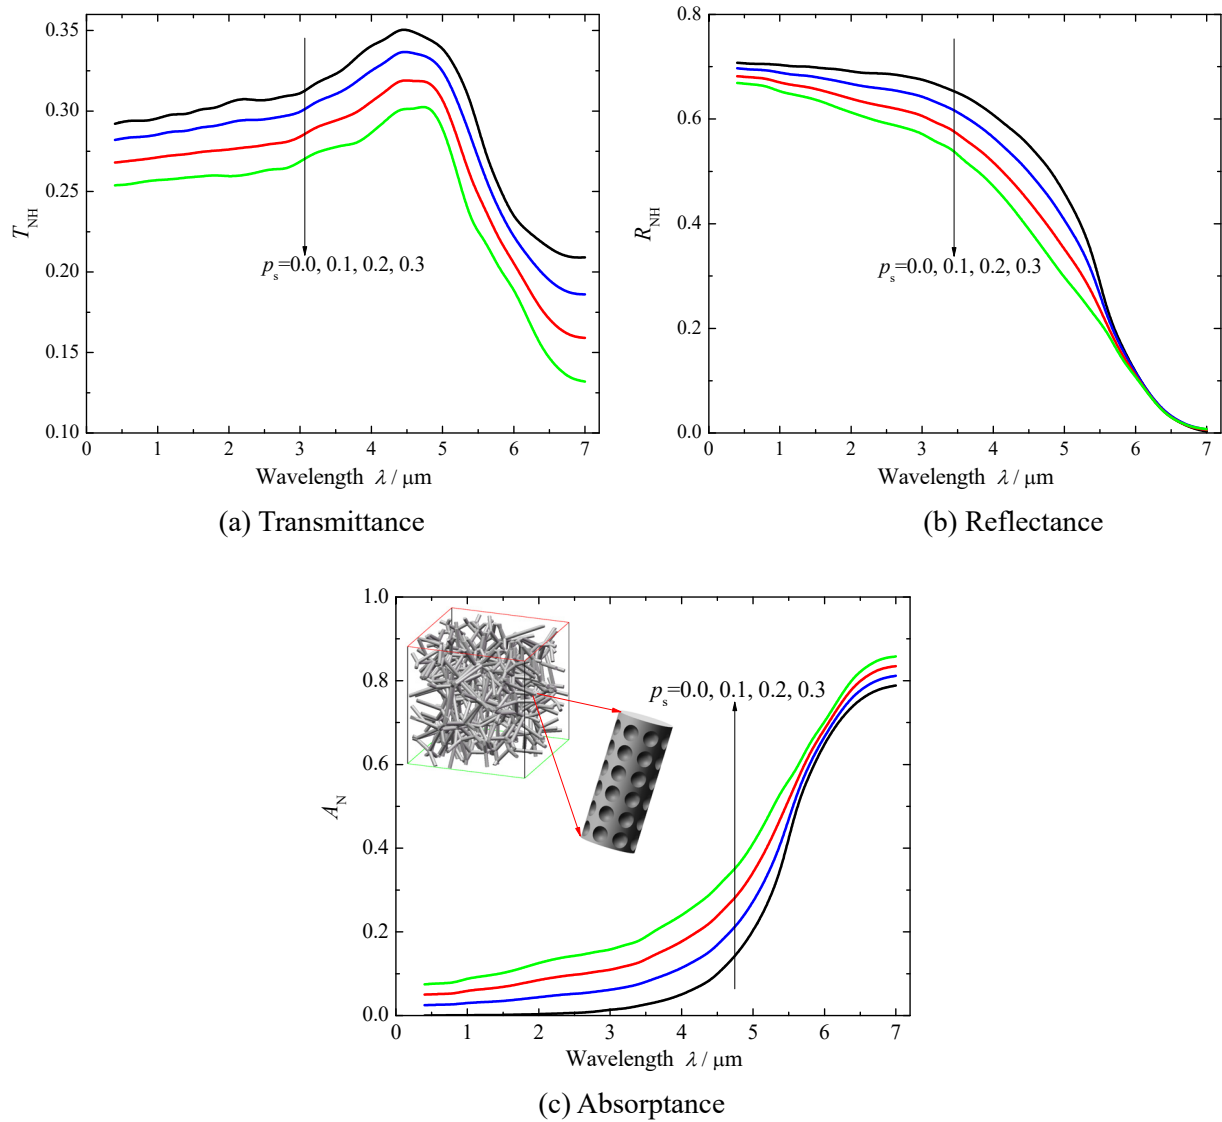 0.35
0.30
0.25
0.20
0.15
0.10
T_NH
p_s=0.0, 0.1, 0.2, 0.3
0 1 2 3 4 5 6 7
Wavelength λ / μm
(a) Transmittance
0.8
0.6
0.4
0.2
0.0
R_NH
p_s=0.0, 0.1, 0.2, 0.3
0 1 2 3 4 5 6 7
Wavelength λ / μm
(b) Reflectance
1.0
0.8
0.6
0.4
0.2
0.0
A_N
p_s=0.0, 0.1, 0.2, 0.3
0 1 2 3 4 5 6 7
Wavelength λ / μm
(c) Absorptance